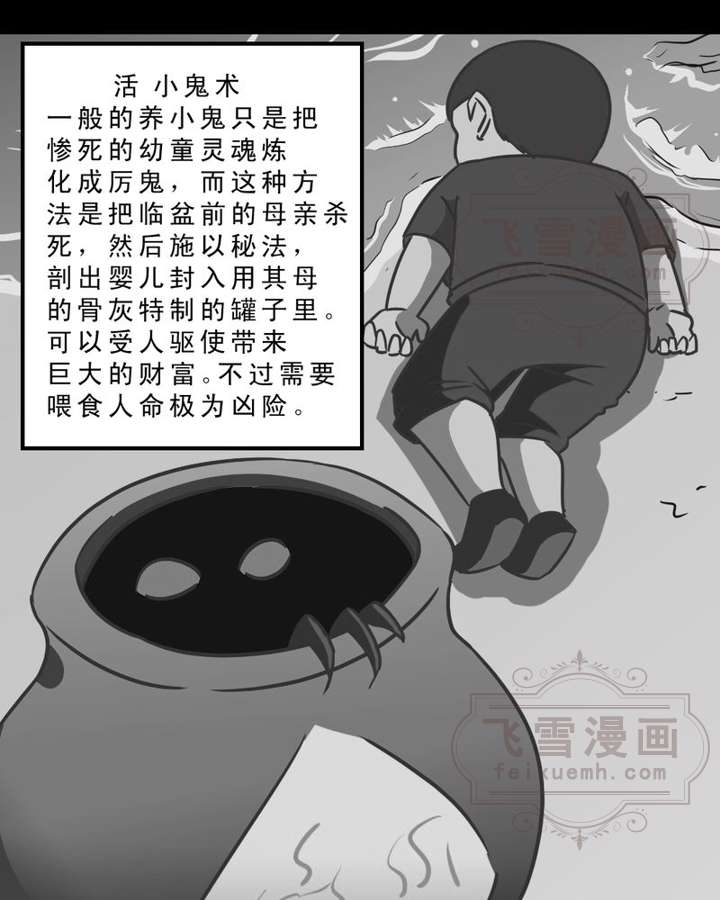 活 小鬼术
一般的养小鬼只是把
惨死的幼童灵魂炼
化成厉鬼，而这种方
法是把临盆前的母亲杀
死，然后施以秘法，
剖出婴儿封入用其母
的骨灰特制的罐子里。
可以受人驱使带来
巨大的财富。不过需要
喂食人命极为凶险。
飞雪漫画
feixuemh.com
飞雪漫画
feixuemh.com